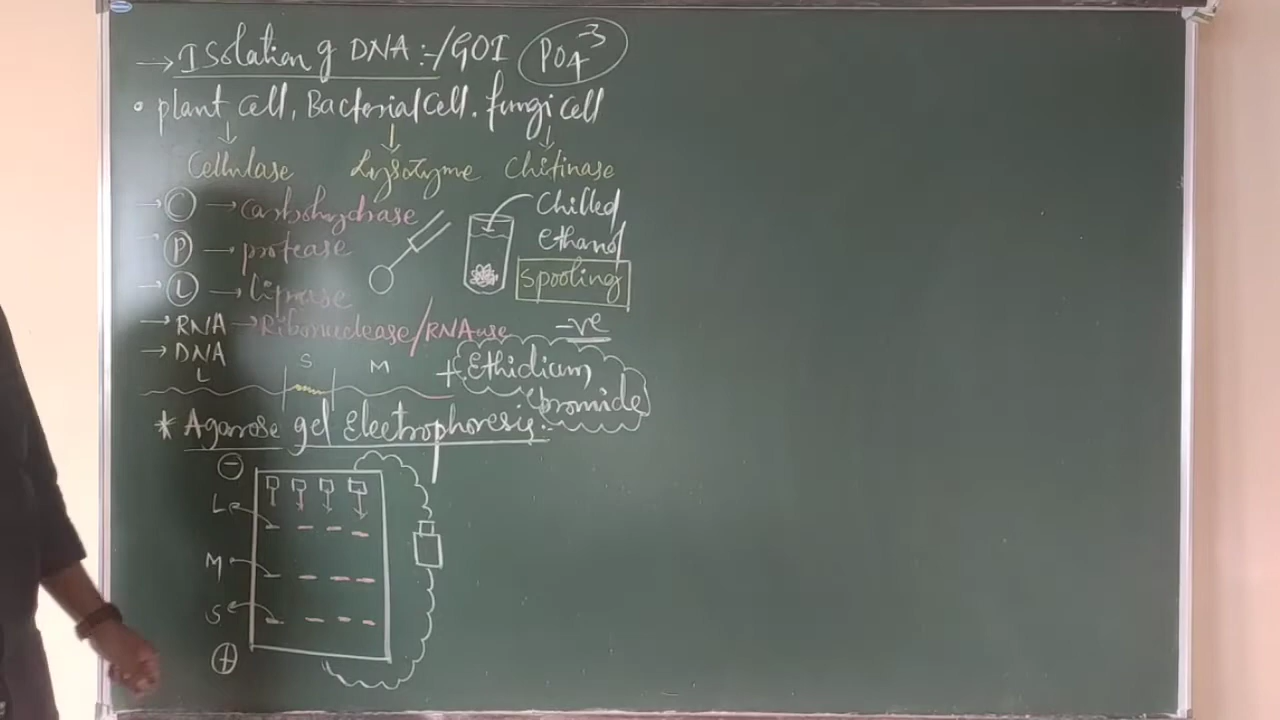 → Isolation of DNA :-/GOI PO4-3
• plant cell, Bacterial cell. fungi cell
Cellulase Lysozyme Chitinase
→ C → carbohydrase
→ P → protease
→ L → liprase
Chilled
ethanol
spooling
→ RNA → Ribonuclease/RNAase
-ve
→ DNA
L S M
+ Ethidium
bromide
* Agarose gel Electrophoresis:-
-
L
M
S
+